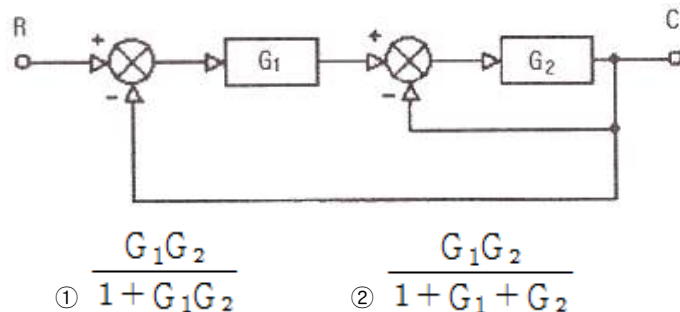 R + G₁ + G₂ C
- -
① G₁G₂ / 1+G₁G₂ ② G₁G₂ / 1+G₁+G₂